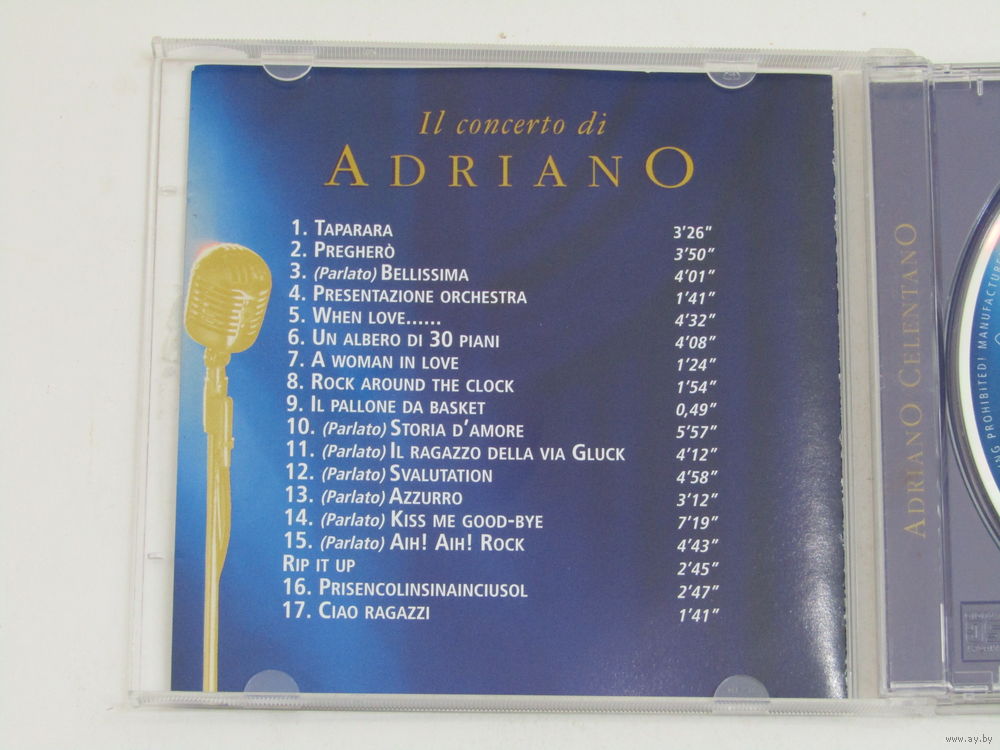 Il concerto di
ADRIANO
1. TAPARARA 3'26"
2. PREGHERÒ 3'50"
3. (Parlato) BELLISSIMA 4'01"
4. PRESENTAZIONE ORCHESTRA 1'41"
5. WHEN LOVE...... 4'32"
6. UN ALBERO DI 30 PIANI 4'08"
7. A WOMAN IN LOVE 1'24"
8. ROCK AROUND THE CLOCK 1'54"
9. IL PALLONE DA BASKET 0,49"
10. (Parlato) STORIA D'AMORE 5'57"
11. (Parlato) IL RAGAZZO DELLA VIA GLUCK 4'12"
12. (Parlato) SVALUTATION 4'58"
13. (Parlato) AZZURRO 3'12"
14. (Parlato) KISS ME GOOD-BYE 7'19"
15. (Parlato) AIH! AIH! ROCK 4'43"
RIP IT UP 2'45"
16. PRISENCOLINSINAINCIUSOL 2'47"
17. CIAO RAGAZZI 1'41"
ADRIANO CELENTANO
NG PROHIBITED! MANUFACTURE
www.ay.by